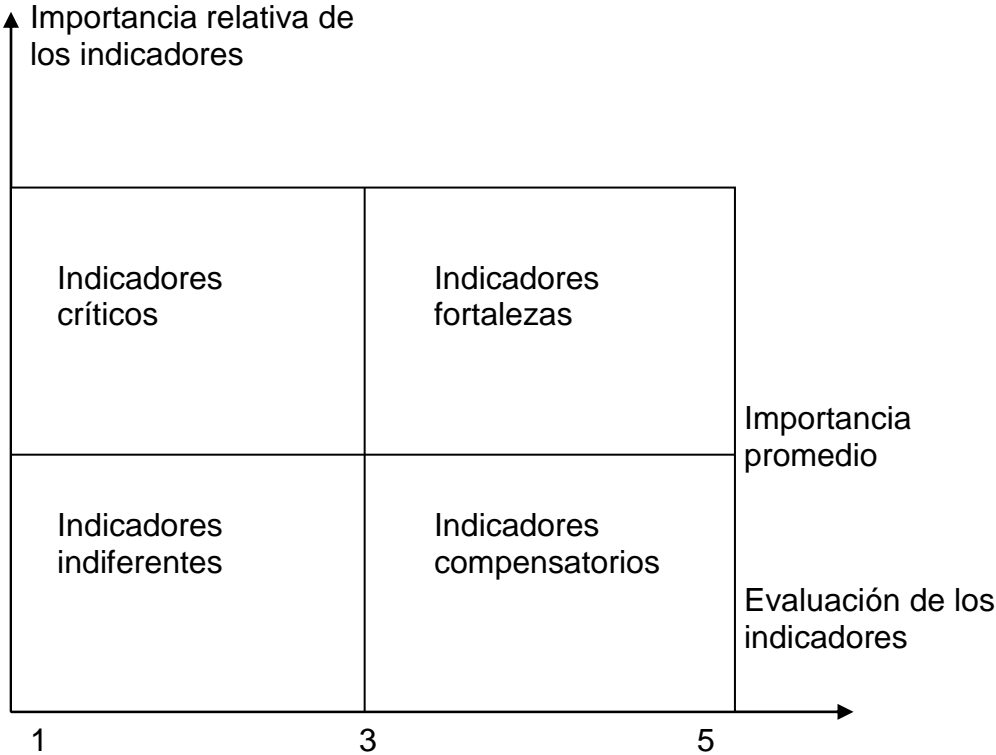 Importancia relativa de
los indicadores
Indicadores
críticos
Indicadores
fortalezas
Importancia
promedio
Indicadores
indiferentes
Indicadores
compensatorios
Evaluación de los
indicadores
1
3
5